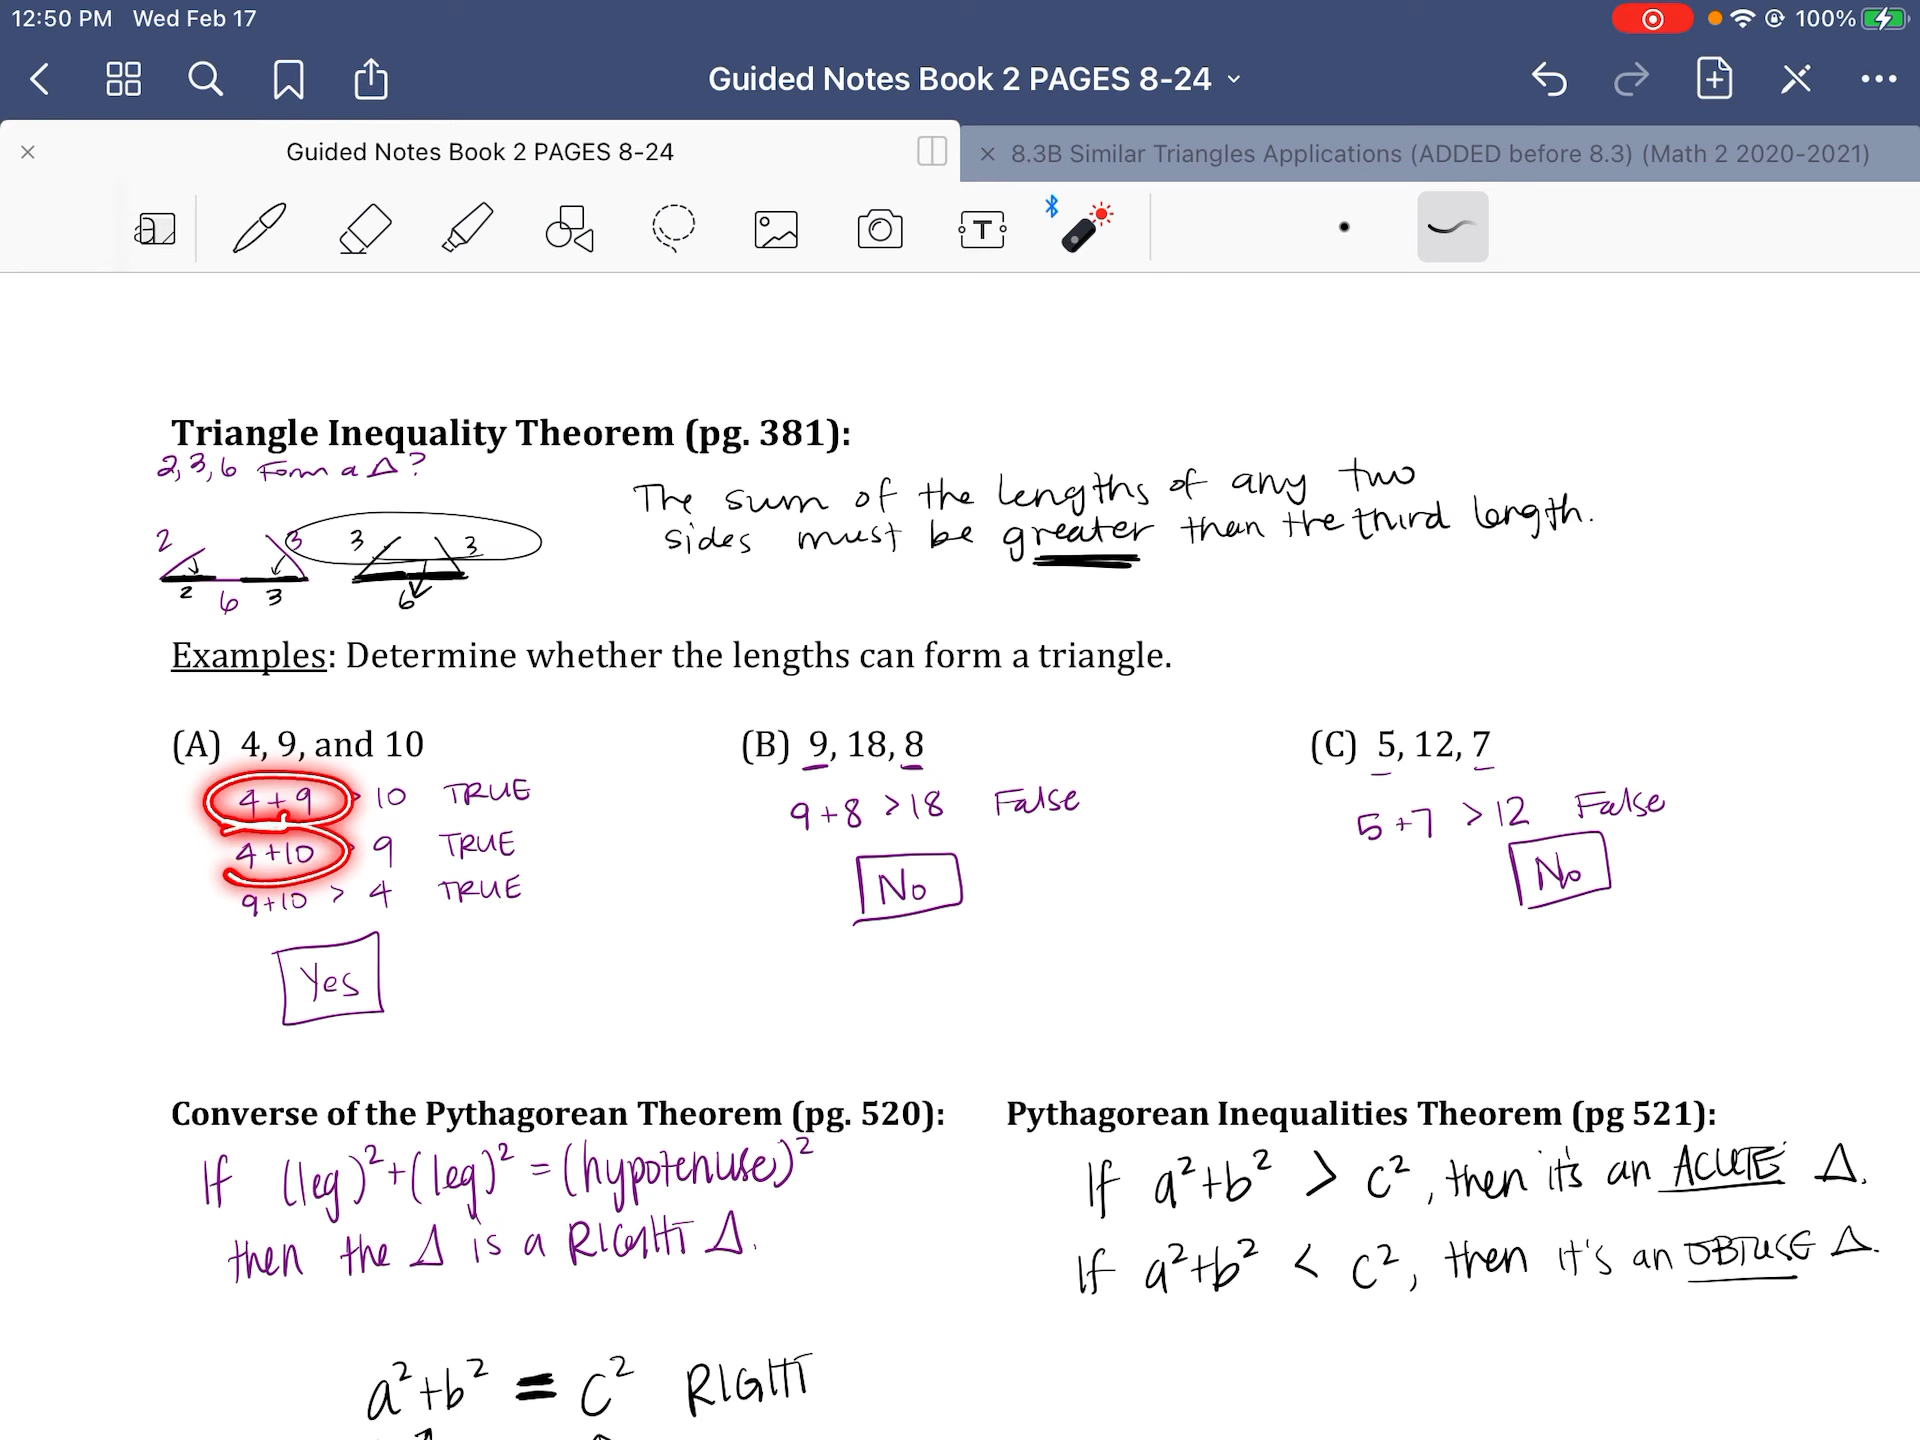 12:50 PM Wed Feb 17
100%
Guided Notes Book 2 PAGES 8-24
Guided Notes Book 2 PAGES 8-24
8.3B Similar Triangles Applications (ADDED before 8.3) (Math 2 2020-2021)
Triangle Inequality Theorem (pg. 381):
2, 3, 6 Form a Δ?
The sum of the lengths of any two
sides must be greater than the third length.
2 3 3 3
2 6 3 6
Examples: Determine whether the lengths can form a triangle.
(A) 4, 9, and 10
4+9 > 10 TRUE
4+10 > 9 TRUE
9+10 > 4 TRUE
Yes
(B) 9, 18, 8
9+8 >18 False
No
(C) 5, 12, 7
5+7 >12 False
No
Converse of the Pythagorean Theorem (pg. 520):
If (leg)²+(leg)² = (hypotenuse)²
then the Δ is a RIGHT Δ.
a²+b² = c² RIGHT
Pythagorean Inequalities Theorem (pg 521):
If a²+b² > c², then it's an ACUTE Δ.
If a²+b² < c², then it's an OBTUSE Δ.